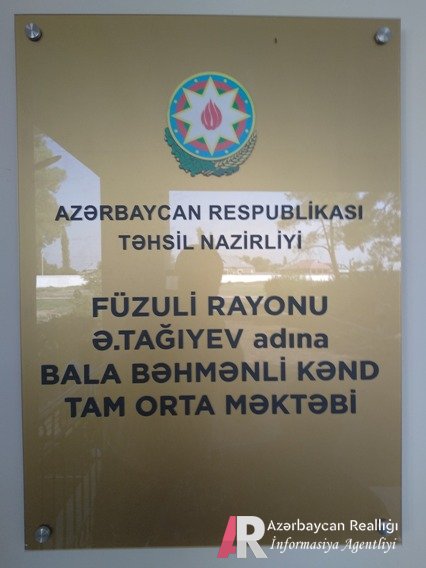 AZƏRBAYCAN RESPUBLİKASI
TƏHSİL NAZİRLİYİ
FÜZULİ RAYONU
Ə.TAĞIYEV adına
BALA BƏHMƏNLİ KƏND
TAM ORTA MƏKTƏBİ
AR Azərbaycan Reallığı
İnformasiya Agentliyi